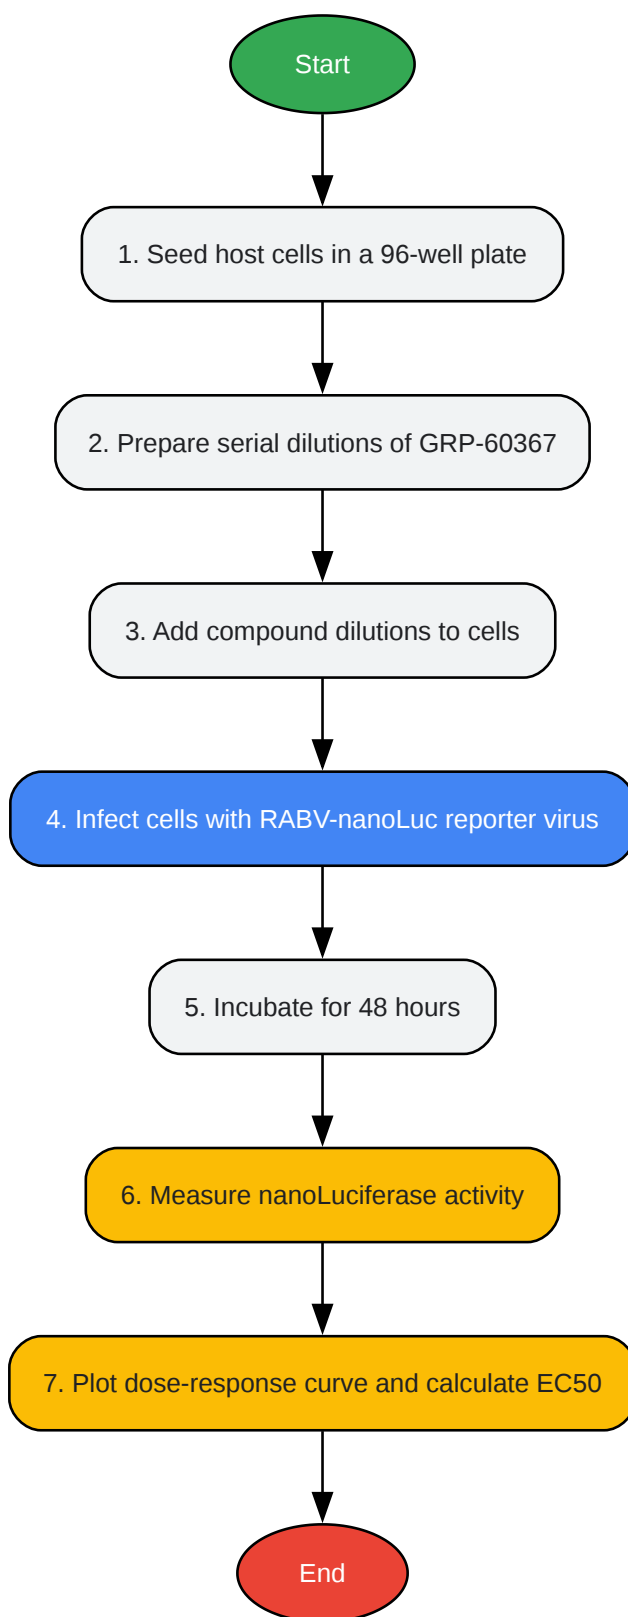 Start
1. Seed host cells in a 96-well plate
2. Prepare serial dilutions of GRP-60367
3. Add compound dilutions to cells
4. Infect cells with RABV-nanoLuc reporter virus
5. Incubate for 48 hours
6. Measure nanoLuciferase activity
7. Plot dose-response curve and calculate EC50
End